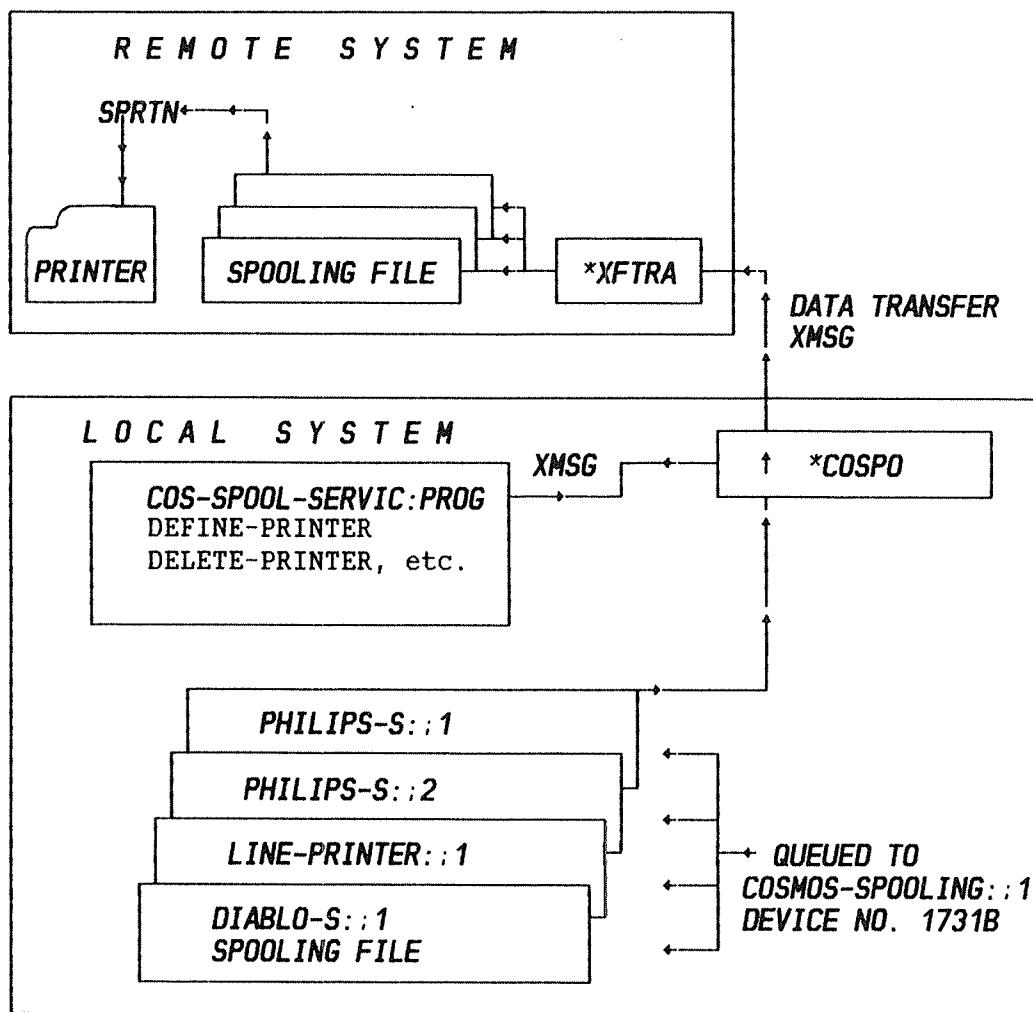 REMOTE SYSTEM
SPRTN
PRINTER
SPOOLING FILE
*XFTRA
DATA TRANSFER
XMSG
LOCAL SYSTEM
XMSG
*COSPO
COS-SPOOL-SERVIC:PROG
DEFINE-PRINTER
DELETE-PRINTER, etc.
PHILIPS-S:;1
PHILIPS-S:;2
LINE-PRINTER:;1
DIABLO-S:;1
SPOOLING FILE
QUEUED TO
COSMOS-SPOOLING:;1
DEVICE NO. 1731B